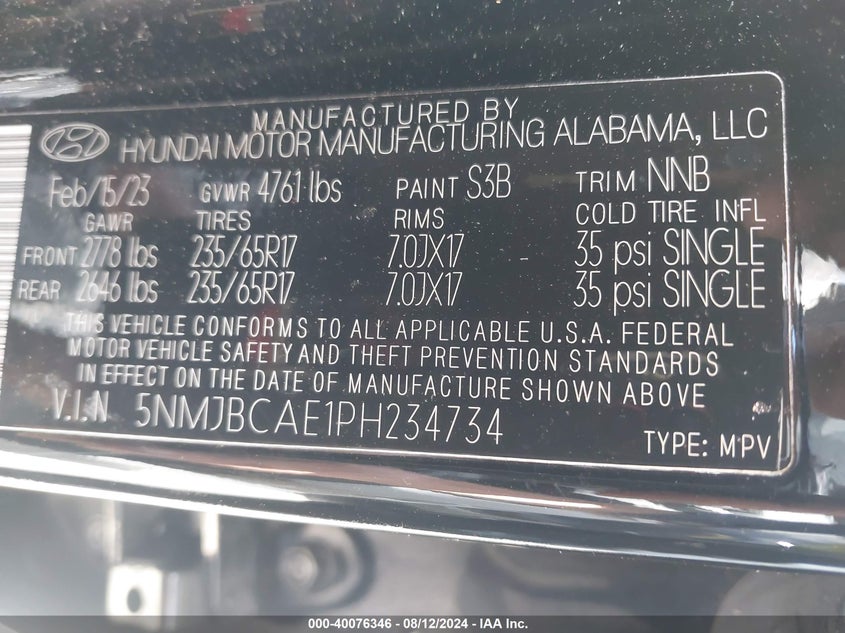 MANUFACTURED BY
HYUNDAI MOTOR MANUFACTURING ALABAMA, LLC
Feb/15/23 GVWR 4761 lbs PAINT S3B TRIM NNB
GAWR TIRES RIMS COLD TIRE INFL
FRONT 2778 lbs 235/65R17 7.0JX17 35 psi SINGLE
REAR 2646 lbs 235/65R17 7.0JX17 35 psi SINGLE
THIS VEHICLE CONFORMS TO ALL APPLICABLE U.S.A. FEDERAL
MOTOR VEHICLE SAFETY AND THEFT PREVENTION STANDARDS
IN EFFECT ON THE DATE OF MANUFACTURE SHOWN ABOVE
V.I.N 5NMJBCAE1PH234734
TYPE: MPV
000-40076346 - 08/12/2024 - IAA Inc.